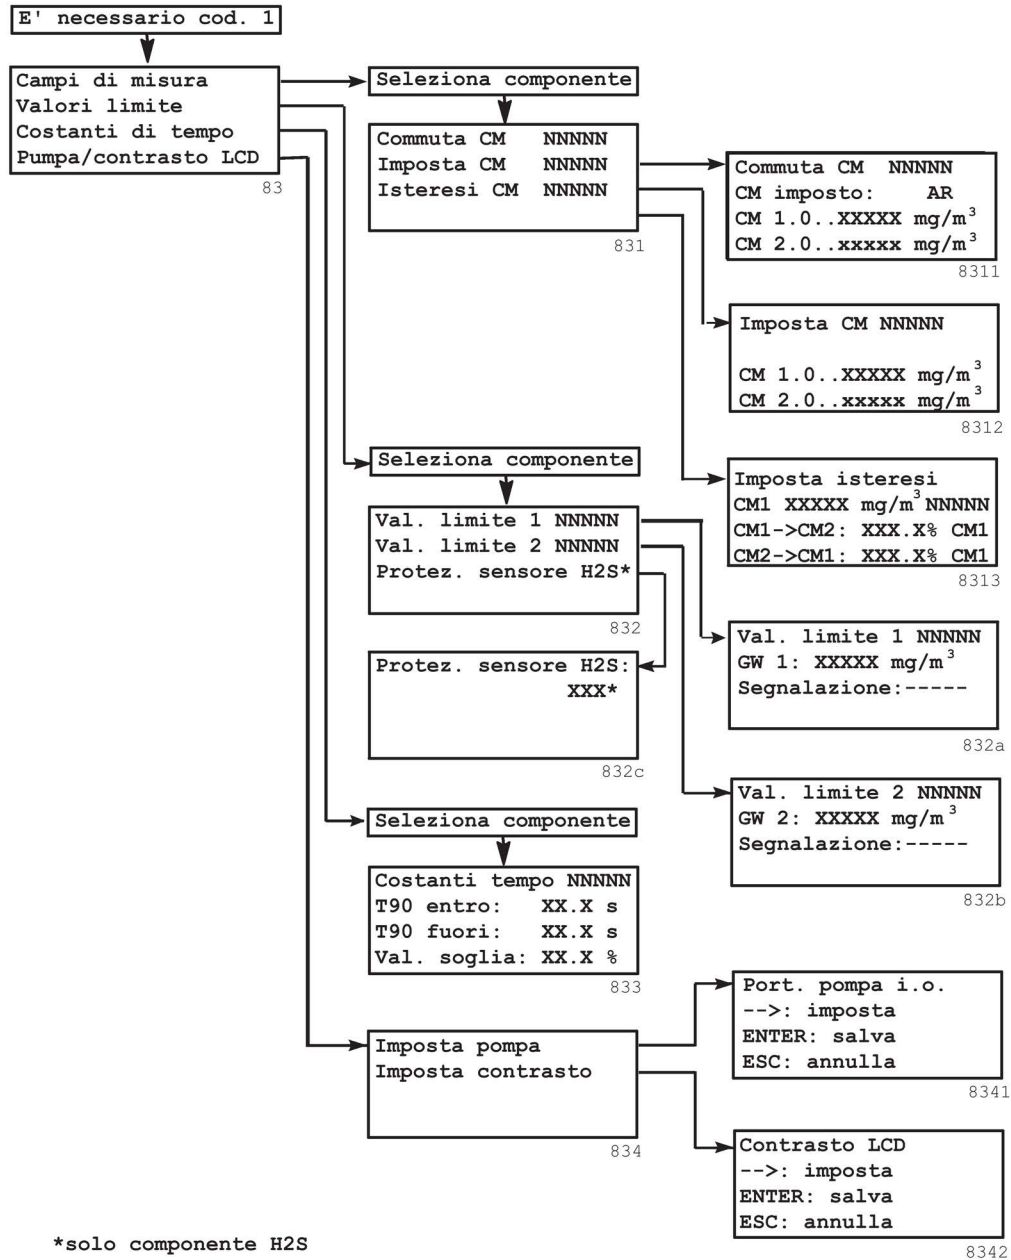 E' necessario cod. 1
Campi di misura
Valori limite
Costanti di tempo
Pumpa/contrasto LCD
83
Seleziona componente
Commuta CM NNNNN
Imposta CM NNNNN
Isteresi CM NNNNN
831
Commuta CM NNNNN
CM imposto: AR
CM 1.0..XXXXX mg/m³
CM 2.0..xxxxx mg/m³
8311
Imposta CM NNNNN
CM 1.0..XXXXX mg/m³
CM 2.0..xxxxx mg/m³
8312
Seleziona componente
Val. limite 1 NNNNN
Val. limite 2 NNNNN
Protez. sensore H2S*
832
Imposta isteresi
CM1 XXXXX mg/m³ NNNNN
CM1->CM2: XXX.X% CM1
CM2->CM1: XXX.X% CM1
8313
Protez. sensore H2S:
XXX*
832c
Val. limite 1 NNNNN
GW 1: XXXXX mg/m³
Segnalazione:-----
832a
Val. limite 2 NNNNN
GW 2: XXXXX mg/m³
Segnalazione:-----
832b
Seleziona componente
Costanti tempo NNNNN
T90 entro: XX.X s
T90 fuori: XX.X s
Val. soglia: XX.X %
833
Imposta pompa
Imposta contrasto
834
Port. pompa i.o.
-->: imposta
ENTER: salva
ESC: annulla
8341
Contrasto LCD
-->: imposta
ENTER: salva
ESC: annulla
8342
*solo componente H2S